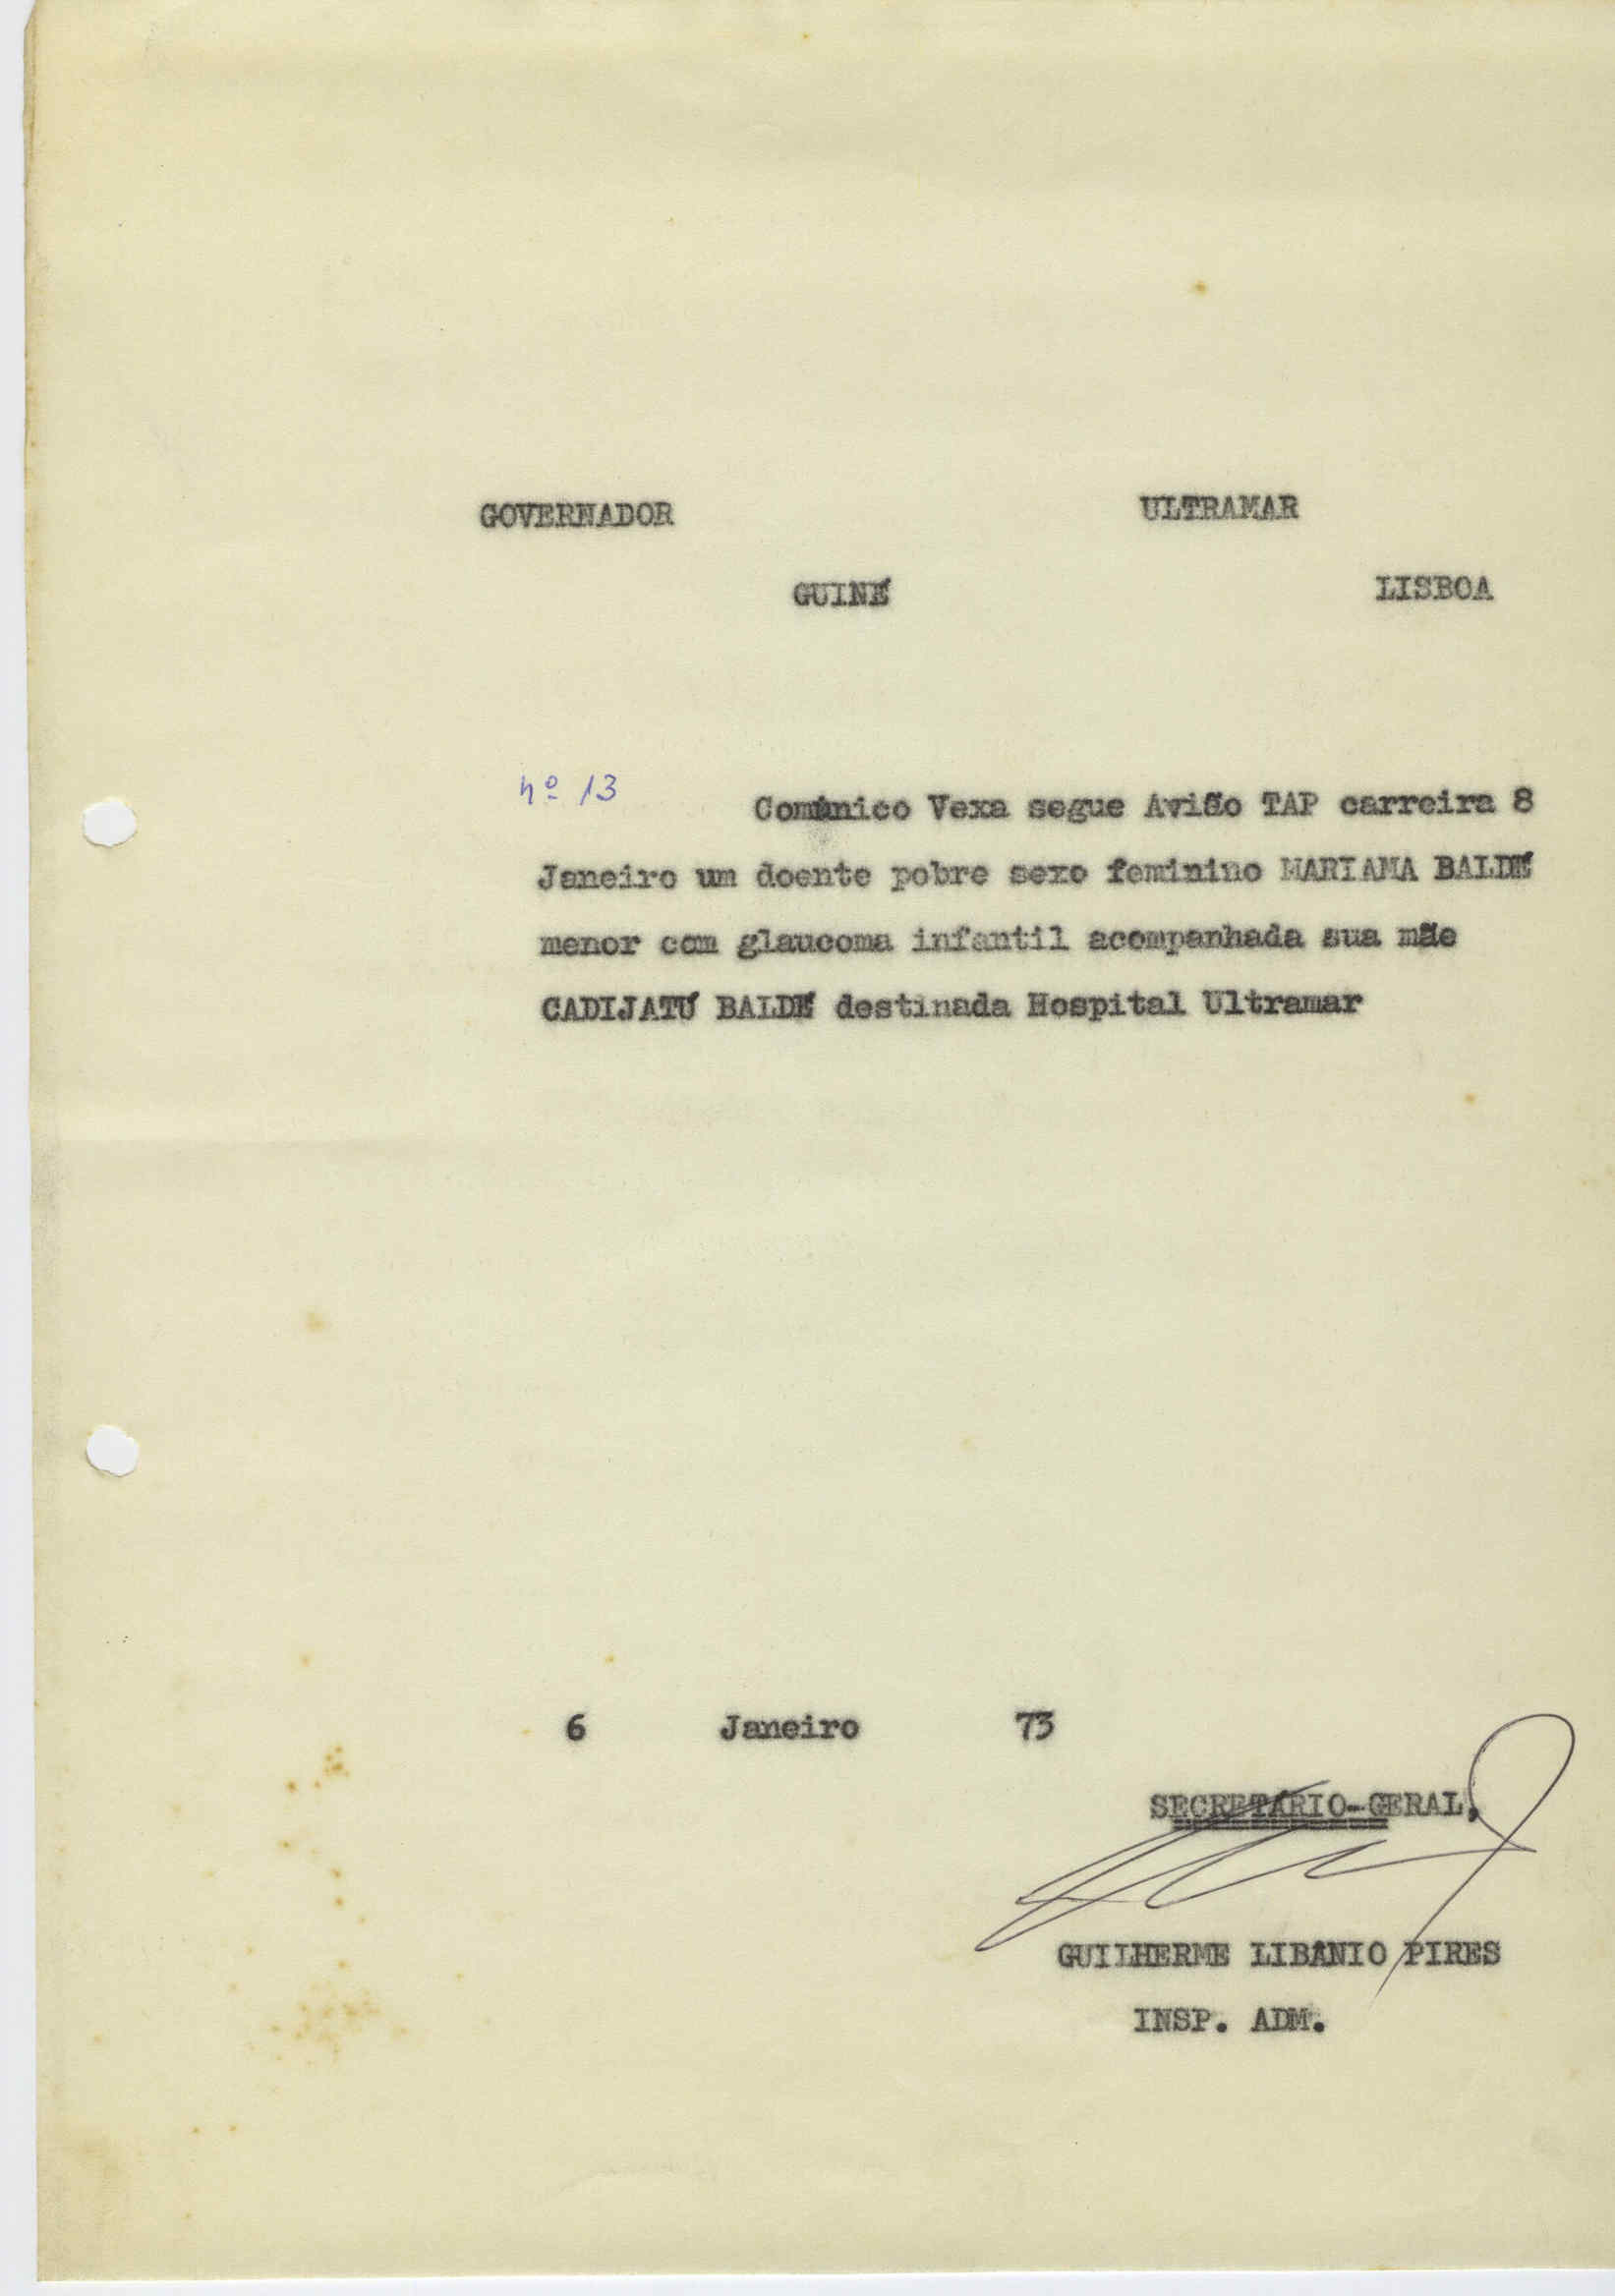 GOVERNADOR ULTRAMAR
GUINÉ LISBOA
nº 13 Comúnico Vexa segue Avião TAP carreira 8
Janeiro um doente pobre sexo feminino MARIAMA BALDÉ
menor com glaucoma infantil acompanhada sua mãe
CADIJATÚ BALDÉ destinada Hospital Ultramar
6 Janeiro 73
SECRETÁRIO-GERAL,
GUILHERME LIBÂNIO PIRES
INSP. ADM.